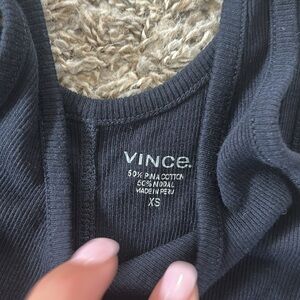 VINCE.
50% PIMA COTTON
50% MODAL
MADE IN PERU
XS